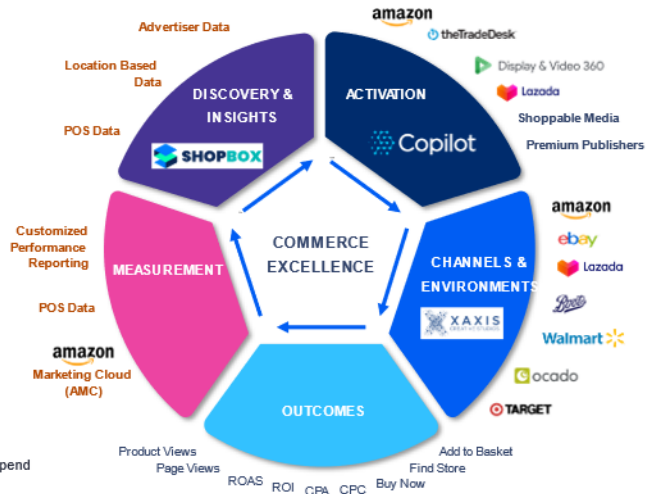 Advertiser Data
Location Based
Data
POS Data
DISCOVERY &
INSIGHTS
SHOPBOX
amazon
theTradeDesk
Display & Video 360
Lazada
Shoppable Media
Premium Publishers
ACTIVATION
Copilot
COMMERCE
EXCELLENCE
CHANNELS &
ENVIRONMENTS
XAXIS
CREATIVE STUDIOS
amazon
ebay
Lazada
Boots
Walmart
ocado
TARGET
Customized
Performance
Reporting
POS Data
amazon
Marketing Cloud
(AMC)
MEASUREMENT
OUTCOMES
Product Views
Page Views
ROAS
ROI
CPA
CPC
Buy Now
Find Store
Add to Basket
pend